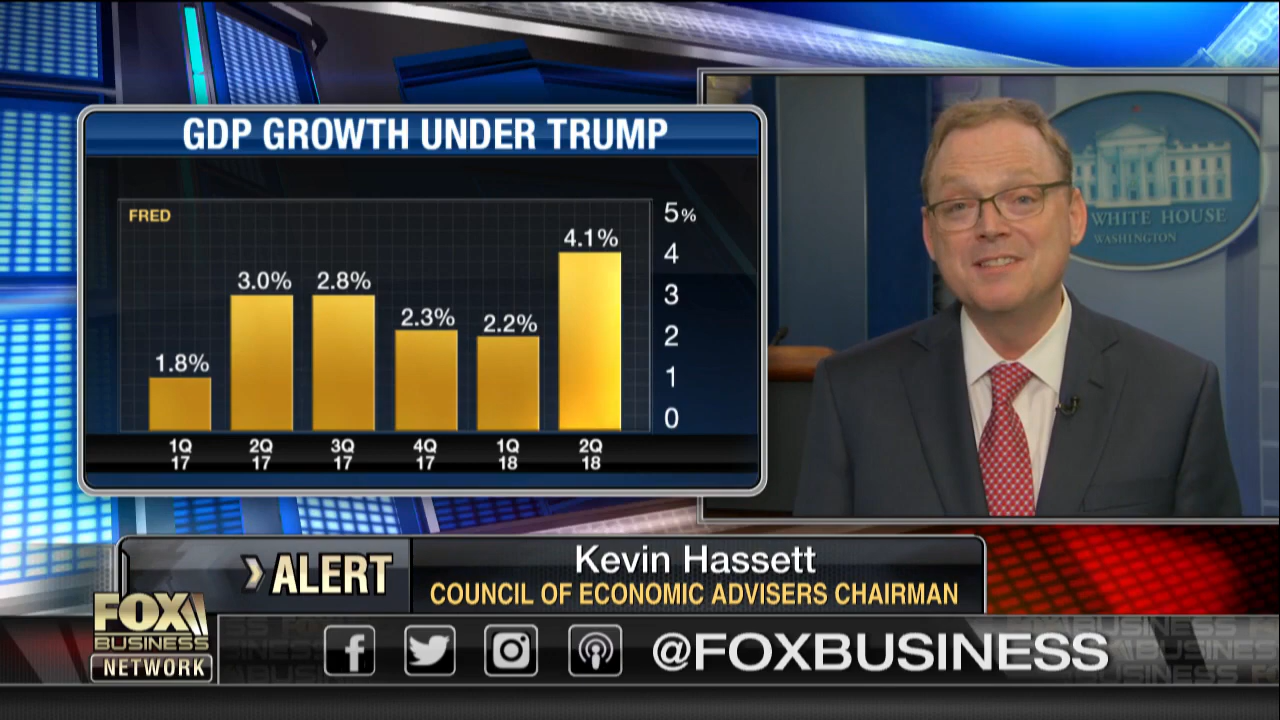 GDP GROWTH UNDER TRUMP
FRED
5%
4
3
2
1
0
1.8%
3.0%
2.8%
2.3%
2.2%
4.1%
1Q
17
2Q
17
3Q
17
4Q
17
1Q
18
2Q
18
WHITE HOUSE
WASHINGTON
ALERT
Kevin Hassett
COUNCIL OF ECONOMIC ADVISERS CHAIRMAN
FOX
BUSINESS
NETWORK
@FOXBUSINESS